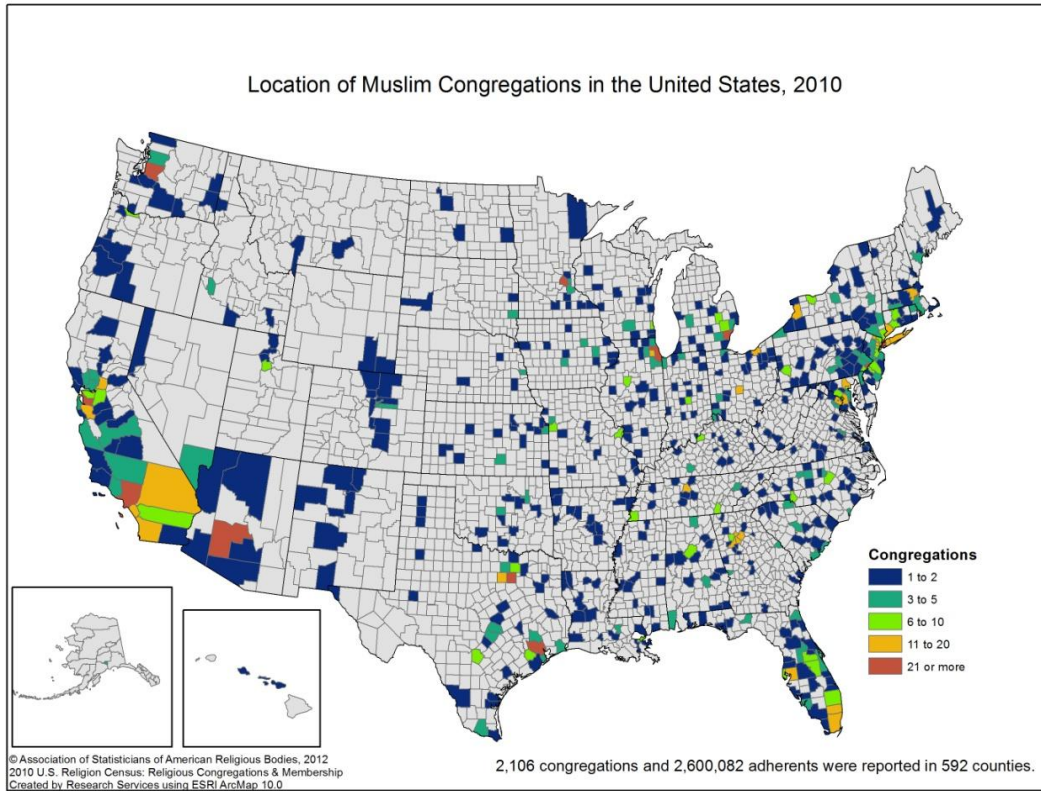 Location of Muslim Congregations in the United States, 2010
Congregations
1 to 2
3 to 5
6 to 10
11 to 20
21 or more
© Association of Statisticians of American Religious Bodies, 2012
2010 U.S. Religion Census: Religious Congregations & Membership
Created by Research Services using ESRI ArcMap 10.0
2,106 congregations and 2,600,082 adherents were reported in 592 counties.